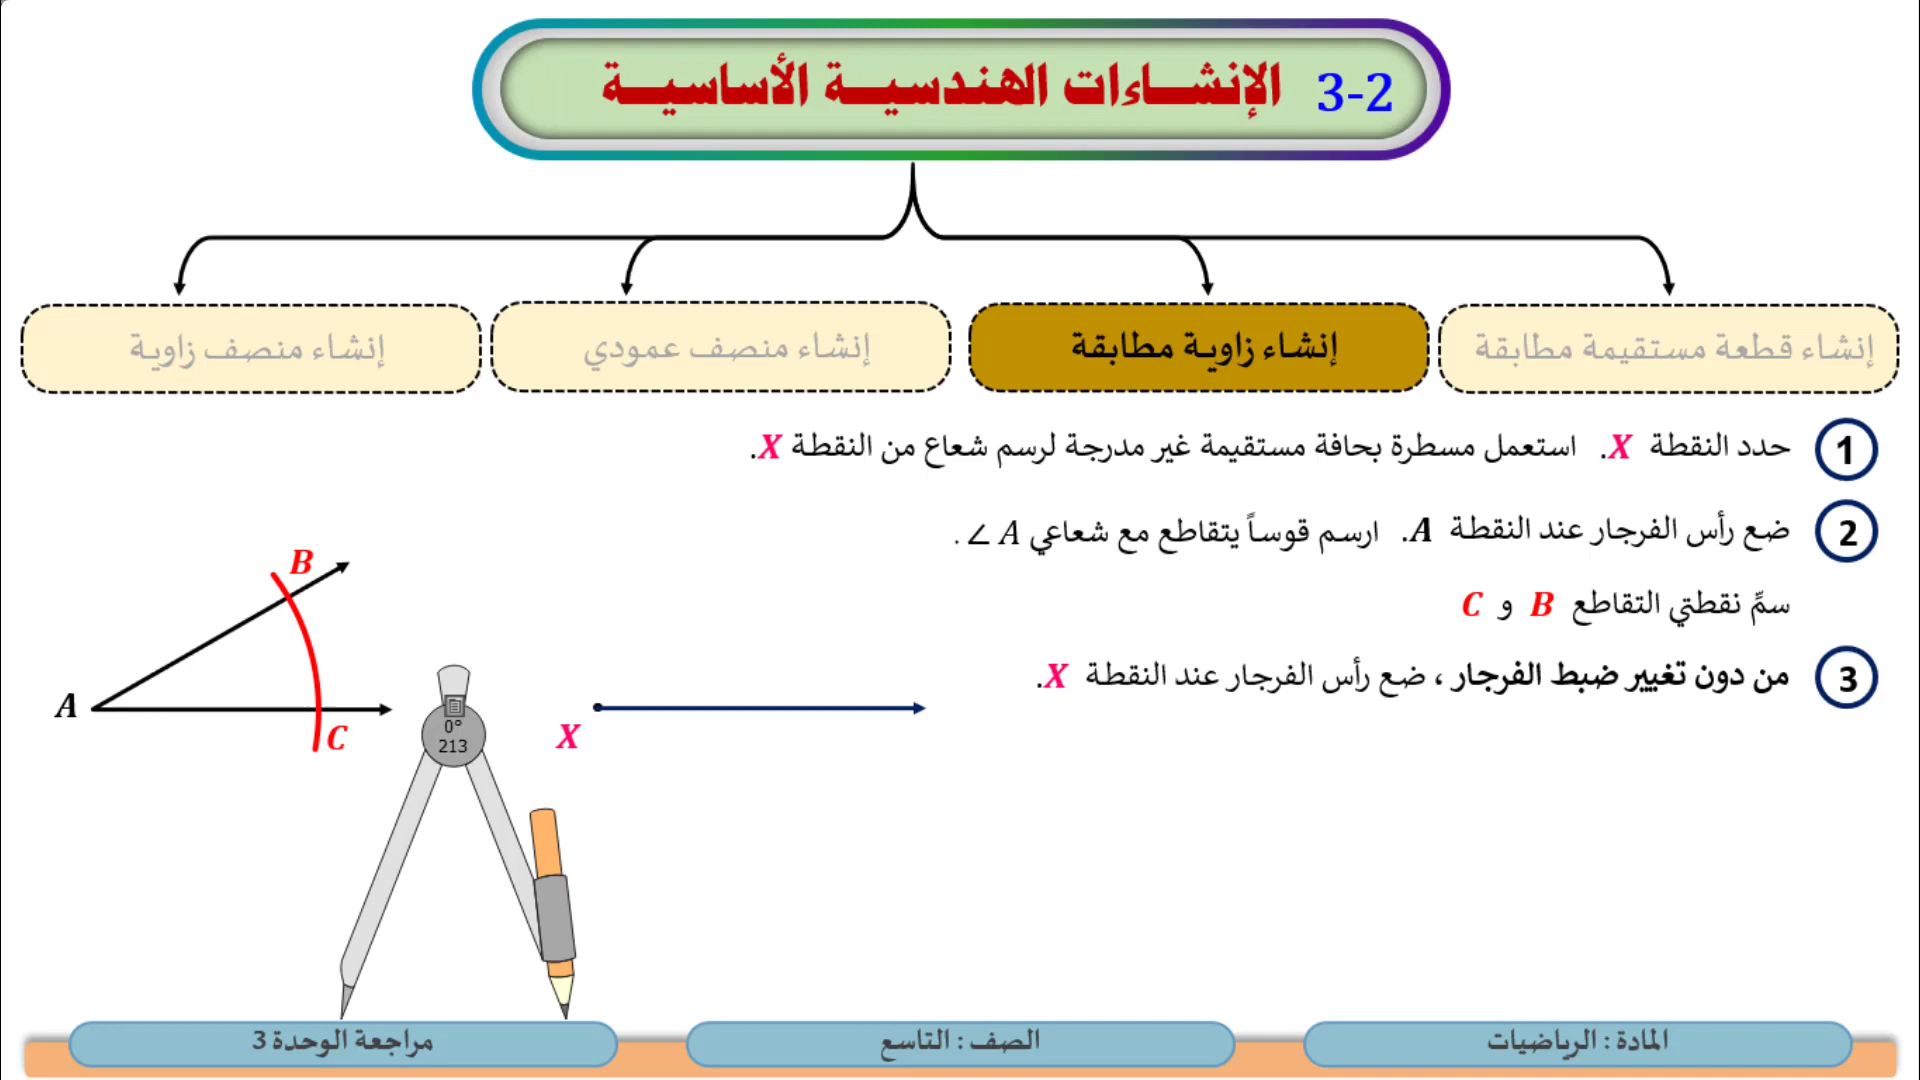 3-2 الإنشاءات الهندسية الأساسية
إنشاء قطعة مستقيمة مطابقة
إنشاء زاوية مطابقة
إنشاء منصف عمودي
إنشاء منصف زاوية
1 حدد النقطة X. استعمل مسطرة بحافة مستقيمة غير مدرجة لرسم شعاع من النقطة X.
2 ضع رأس الفرجار عند النقطة A. ارسم قوساً يتقاطع مع شعاعي ∠A .
سمِّ نقطتي التقاطع B و C
3 من دون تغيير ضبط الفرجار ، ضع رأس الفرجار عند النقطة X.
B
A
C
0°
213
X
المادة : الرياضيات
الصف : التاسع
مراجعة الوحدة 3